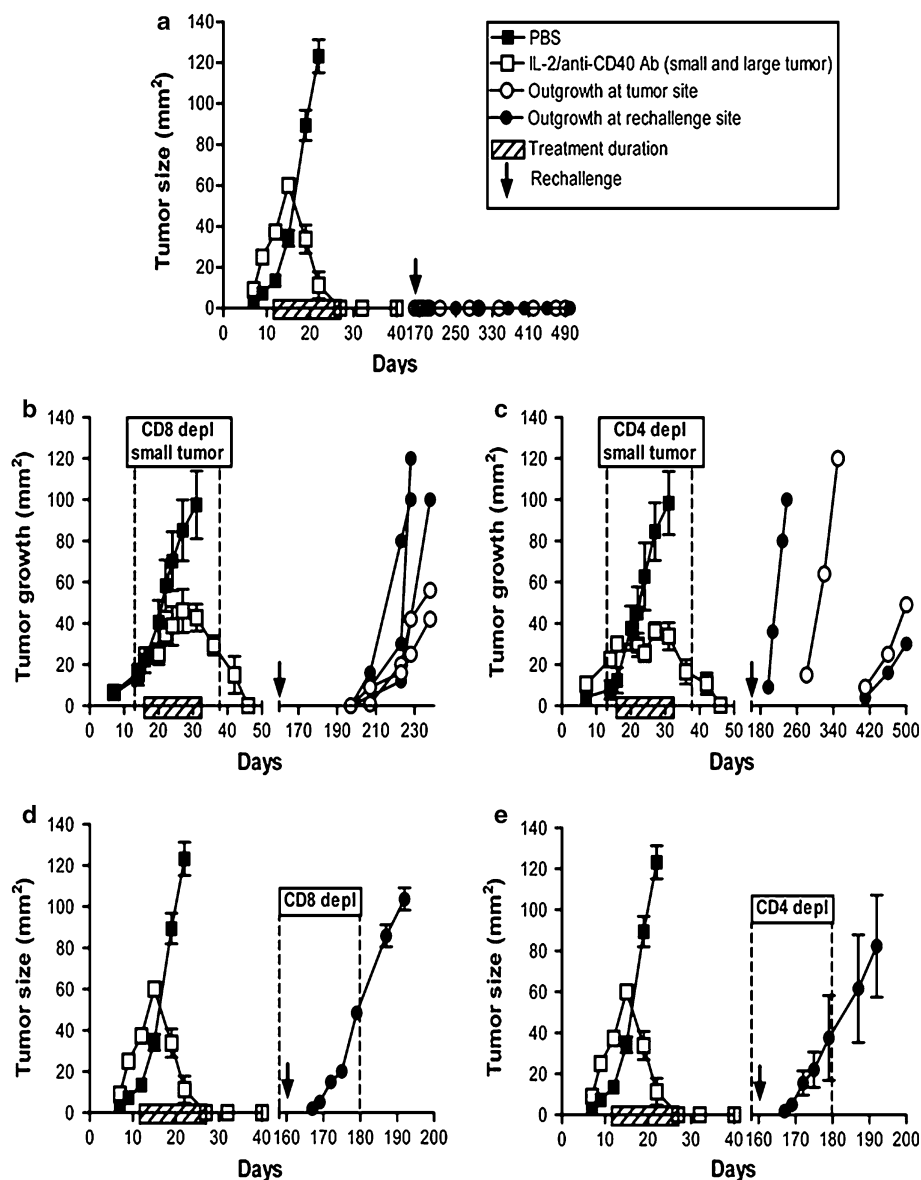 a
140
120
100
80
60
40
20
0
Tumor size (mm²)
0 10 20 30 40 170 250 330 410 490
Days
PBS
IL-2/anti-CD40 Ab (small and large tumor)
Outgrowth at tumor site
Outgrowth at rechallenge site
Treatment duration
Rechallenge
b
140
120
100
80
60
40
20
0
Tumor growth (mm²)
CD8 depl
small tumor
0 10 20 30 40 50 170 190 210 230
Days
c
140
120
100
80
60
40
20
0
Tumor growth (mm²)
CD4 depl
small tumor
0 10 20 30 40 50 180 260 340 420 500
Days
d
140
120
100
80
60
40
20
0
Tumor size (mm²)
CD8 depl
0 10 20 30 40 160 170 180 190 200
Days
e
140
120
100
80
60
40
20
0
Tumor size (mm²)
CD4 depl
0 10 20 30 40 160 170 180 190 200
Days